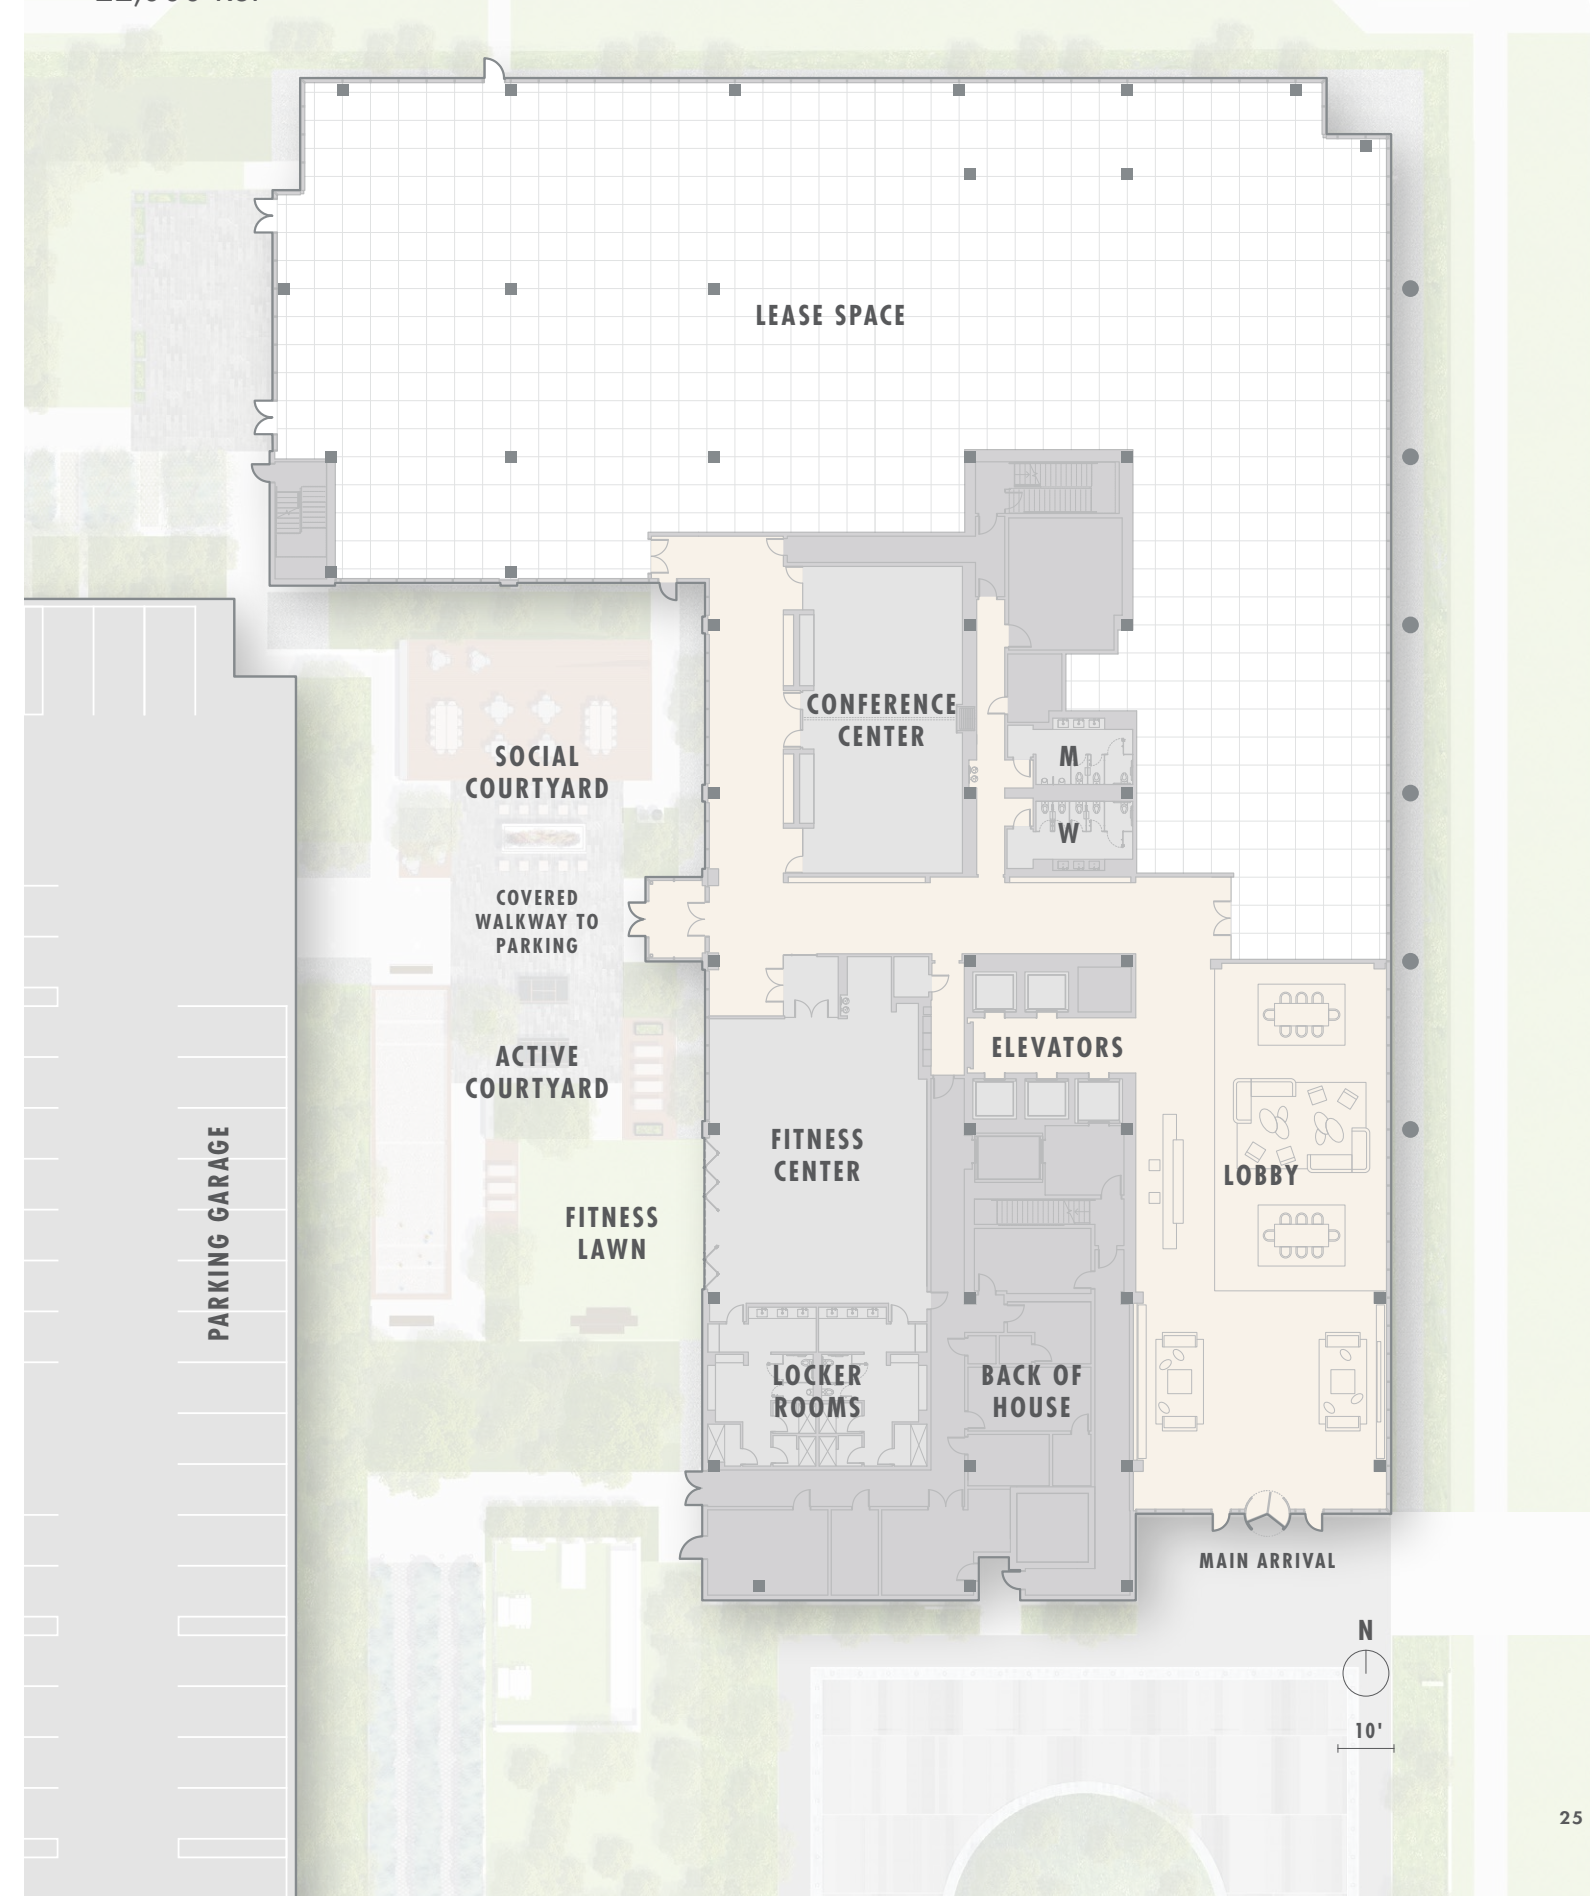 LEASE SPACE
CONFERENCE
CENTER
SOCIAL
COURTYARD
M
W
COVERED
WALKWAY TO
PARKING
ELEVATORS
ACTIVE
COURTYARD
FITNESS
CENTER
LOBBY
PARKING GARAGE
FITNESS
LAWN
LOCKER
ROOMS
BACK OF
HOUSE
MAIN ARRIVAL
N
10'
25